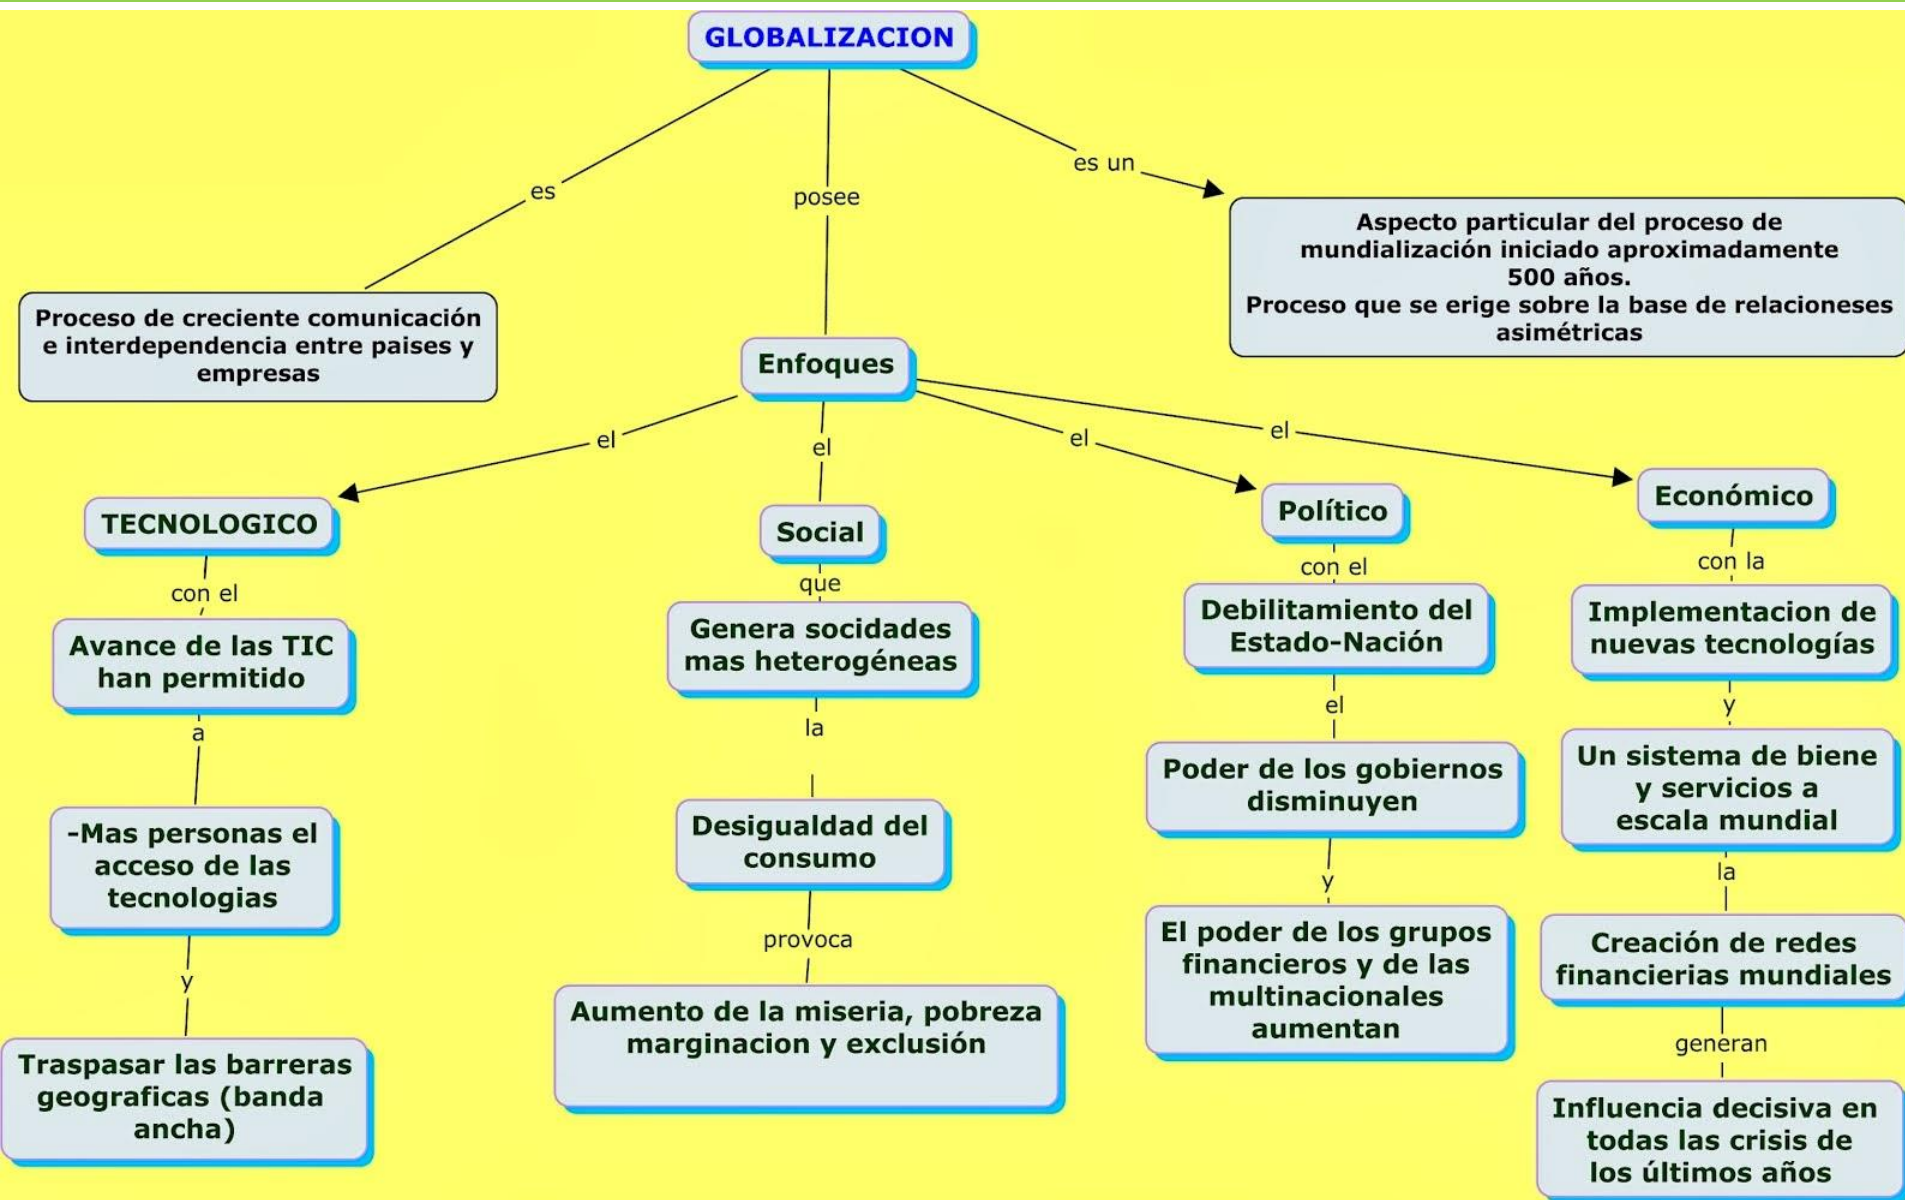 GLOBALIZACION
es
posee
es un
Proceso de creciente comunicación
e interdependencia entre paises y
empresas
Aspecto particular del proceso de
mundialización iniciado aproximadamente
500 años.
Proceso que se erige sobre la base de relacioneses
asimétricas
Enfoques
el
el
el
el
TECNOLOGICO
con el
Avance de las TIC
han permitido
a
-Mas personas el
acceso de las
tecnologias
y
Traspasar las barreras
geograficas (banda
ancha)
Social
que
Genera socidades
mas heterogéneas
la
Desigualdad del
consumo
provoca
Aumento de la miseria, pobreza
marginacion y exclusión
Político
con el
Debilitamiento del
Estado-Nación
el
Poder de los gobiernos
disminuyen
y
El poder de los grupos
financieros y de las
multinacionales
aumentan
Económico
con la
Implementacion de
nuevas tecnologías
y
Un sistema de biene
y servicios a
escala mundial
la
Creación de redes
financierias mundiales
generan
Influencia decisiva en
todas las crisis de
los últimos años